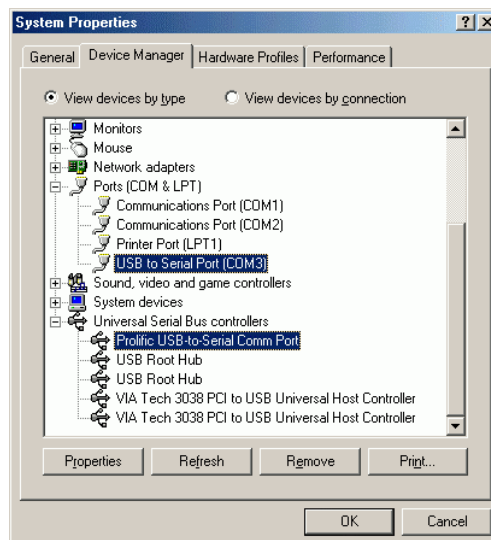 System Properties
General
Device Manager
Hardware Profiles
Performance
View devices by type
View devices by connection
Monitors
Mouse
Network adapters
Ports (COM & LPT)
Communications Port (COM1)
Communications Port (COM2)
Printer Port (LPT1)
USB to Serial Port (COM3)
Sound, video and game controllers
System devices
Universal Serial Bus controllers
Prolific USB-to-Serial Comm Port
USB Root Hub
USB Root Hub
VIA Tech 3038 PCI to USB Universal Host Controller
VIA Tech 3038 PCI to USB Universal Host Controller
Properties
Refresh
Remove
Print...
OK
Cancel